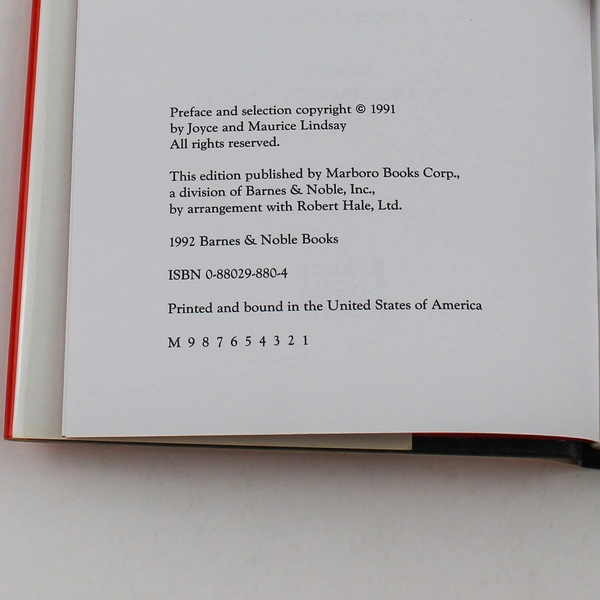 Preface and selection copyright © 1991
by Joyce and Maurice Lindsay
All rights reserved.
This edition published by Marboro Books Corp.,
a division of Barnes & Noble, Inc.,
by arrangement with Robert Hale, Ltd.
1992 Barnes & Noble Books
ISBN 0-88029-880-4
Printed and bound in the United States of America
M 9 8 7 6 5 4 3 2 1